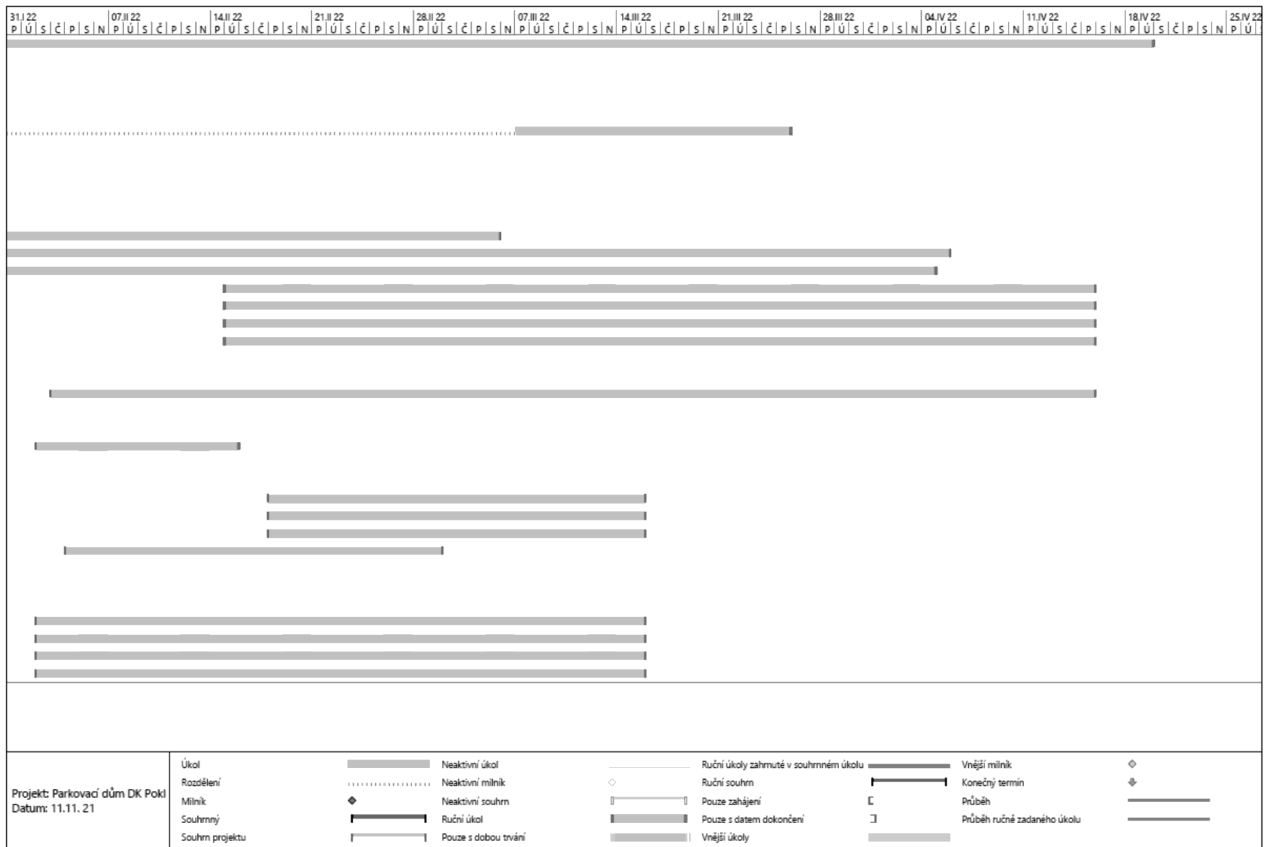 31.I 22 07.II 22 14.II 22 21.II 22 28.II 22 07.III 22 14.III 22 21.III 22 28.III 22 04.IV 22 11.IV 22 18.IV 22 25.IV 22
P Ú S Č P S N P Ú S Č P S N P Ú S Č P S N P Ú S Č P S N P Ú S Č P S N P Ú S Č P S N P Ú S Č P S N P Ú S Č P S N P Ú S Č P S N P Ú S Č P S N P Ú S Č P S N P Ú S Č P S N P Ú
Projekt: Parkovací dům DK Pokl
Datum: 11.11. 21
Úkol
Rozdělení
Milník
Souhrnný
Souhrn projektu
Neaktivní úkol
Neaktivní milník
Neaktivní souhrn
Ruční úkol
Pouze s dobou trvání
Ruční úkoly zahrnuté v souhrnném úkolu
Ruční souhrn
Pouze zahájení
Pouze s datem dokončení
Vnější úkoly
Vnější milník
Konečný termín
Průběh
Průběh ručně zadaného úkolu